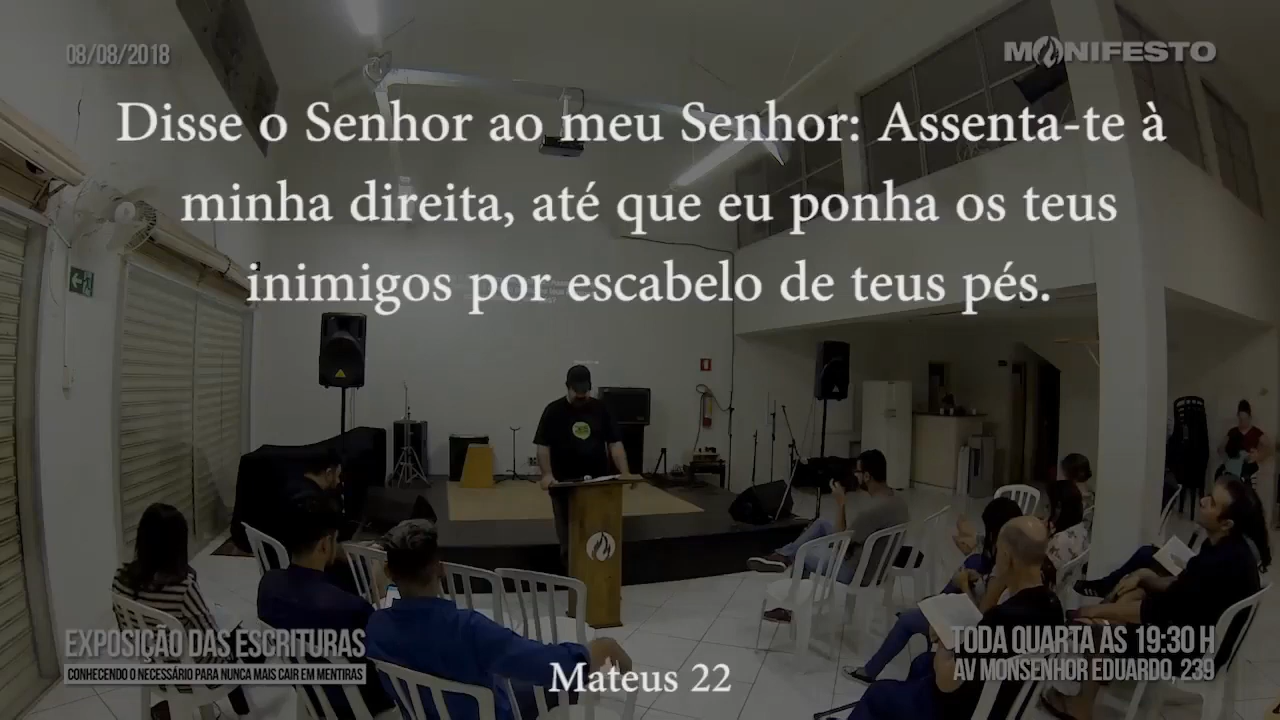 08/08/2018
MONIFESTO
Disse o Senhor ao meu Senhor: Assenta-te à
minha direita, até que eu ponha os teus
inimigos por escabelo de teus pés.
EXPOSIÇÃO DAS ESCRITURAS
CONHECENDO O NECESSÁRIO PARA NUNCA MAIS CAIR EM MENTIRAS
TODA QUARTA ÀS 19:30 H
AV MONSENHOR EDUARDO, 239
Mateus 22